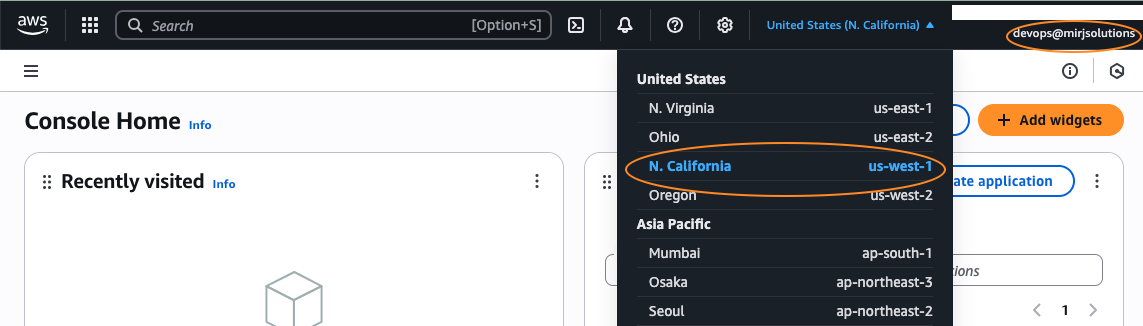 aws
Search [Option+S]
United States (N. California) ▲
devops@mirjsolutions
United States
N. Virginia us-east-1
Ohio us-east-2
N. California us-west-1
Oregon us-west-2
Asia Pacific
Mumbai ap-south-1
Osaka ap-northeast-3
Seoul ap-northeast-2
Console Home Info
+ Add widgets
Recently visited Info
ate application
1